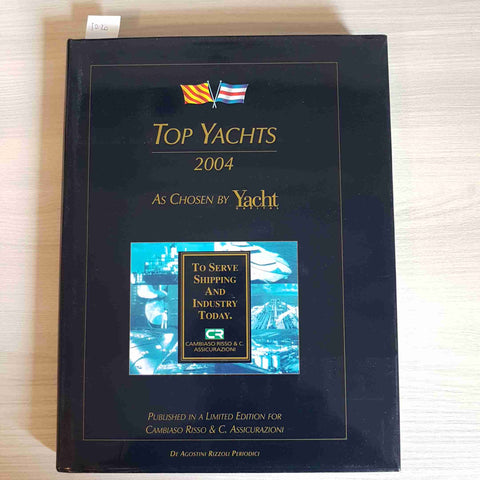 TOP YACHTS
2004
AS CHOSEN BY Yacht
CAPITAL
TO SERVE
SHIPPING
AND
INDUSTRY
TODAY.
CR
CAMBIASO RISSO & C.
ASSICURAZIONI
PUBLISHED IN A LIMITED EDITION FOR
CAMBIASO RISSO & C. ASSICURAZIONI
DE AGOSTINI RIZZOLI PERIODICI